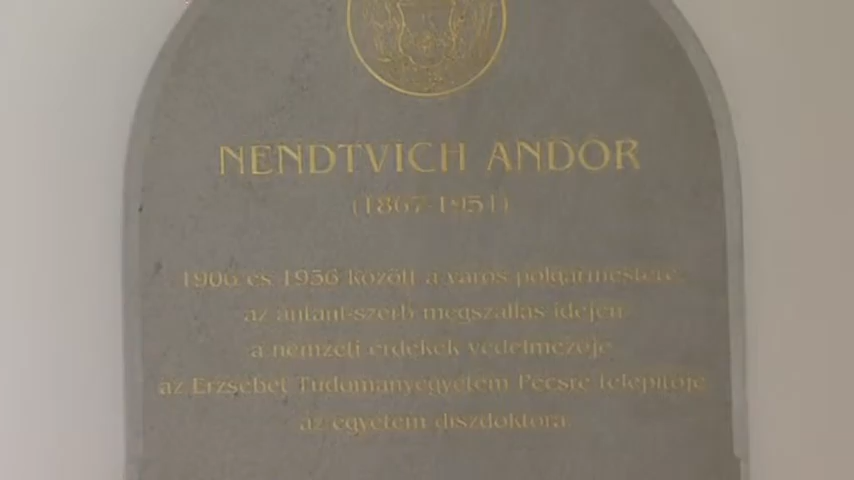 NENDTVICH ANDOR
(1867-1951)
1906 és 1936 között a város polgármestere
az antant-szerb megszállás idején
a nemzeti érdekek védelmezője
az Erzsébet Tudományegyetem Pécsre telepítője
az egyetem díszdoktora